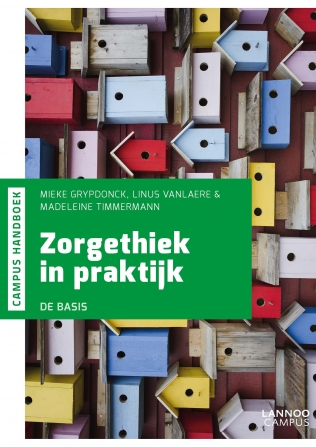 CAMPUS HANDBOEK
MIEKE GRYPDONCK, LINUS VANLAERE &
MADELEINE TIMMERMANN
Zorgethiek
in praktijk
DE BASIS
LANNOO
CAMPUS